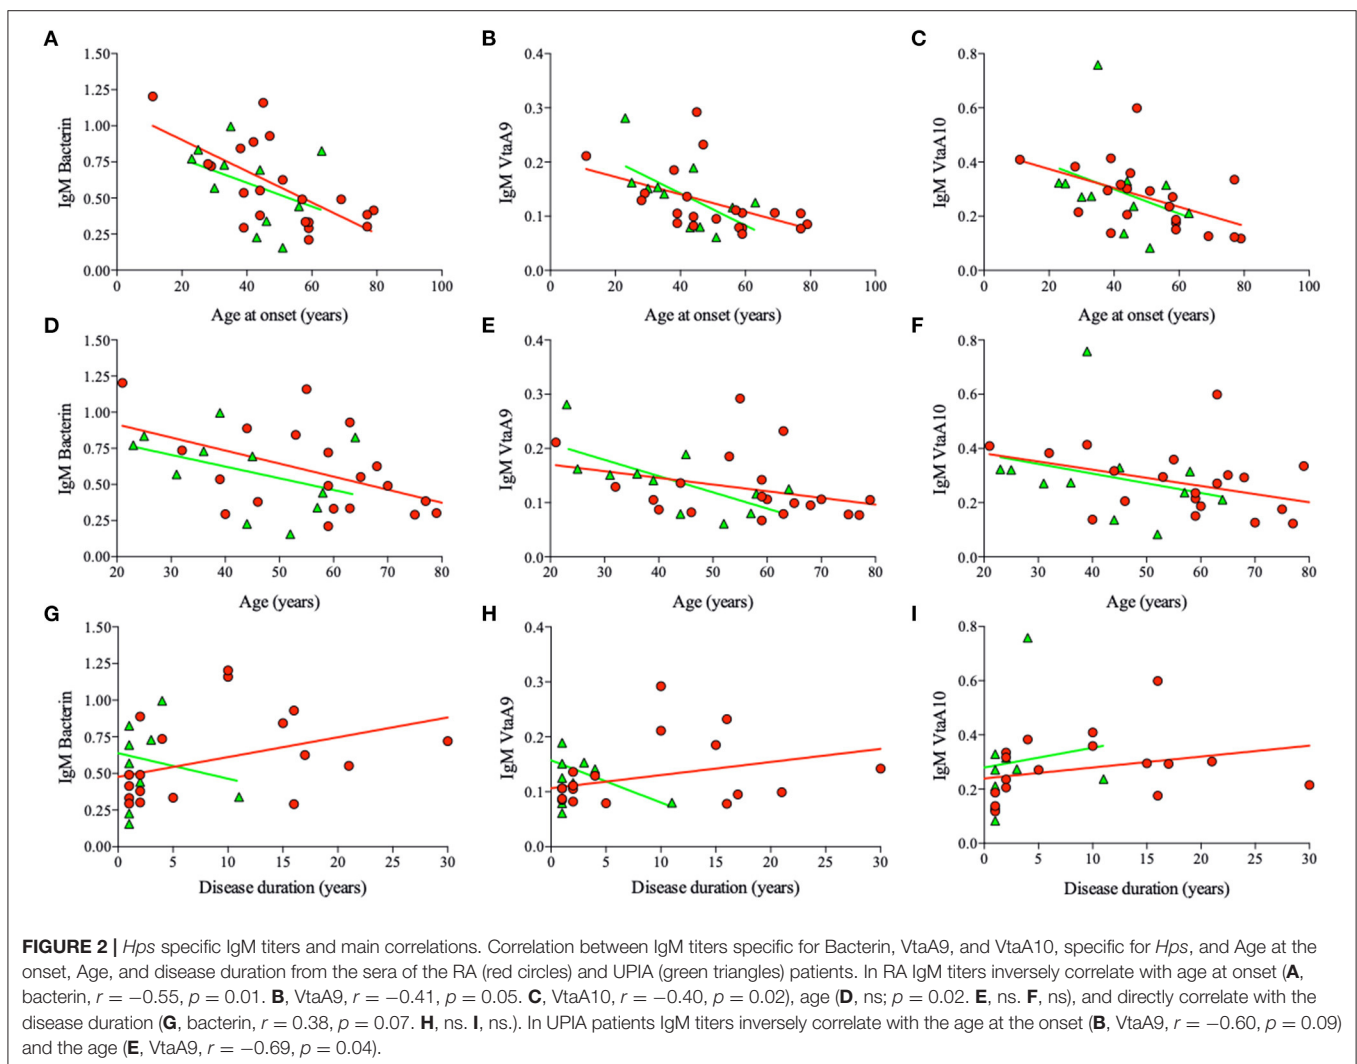 A
B
C
1.50
1.25
1.00
0.75
0.50
0.25
0.00
IgM Bacterin
0 20 40 60 80 100
Age at onset (years)
0.4
0.3
0.2
0.1
0.0
IgM VtaA9
0 20 40 60 80 100
Age at onset (years)
0.8
0.6
0.4
0.2
0.0
IgM VtaA10
0 20 40 60 80 100
Age at onset (years)
D
E
F
1.50
1.25
1.00
0.75
0.50
0.25
0.00
IgM Bacterin
20 30 40 50 60 70 80
Age (years)
0.4
0.3
0.2
0.1
0.0
IgM VtaA9
20 30 40 50 60 70 80
Age (years)
0.8
0.6
0.4
0.2
0.0
IgM VtaA10
20 30 40 50 60 70 80
Age (years)
G
H
I
1.50
1.25
1.00
0.75
0.50
0.25
0.00
IgM Bacterin
0 5 10 15 20 25 30
Disease duration (years)
0.4
0.3
0.2
0.1
0.0
IgM VtaA9
0 5 10 15 20 25 30
Disease duration (years)
0.8
0.6
0.4
0.2
0.0
IgM VtaA10
0 5 10 15 20 25 30
Disease duration (years)
FIGURE 2 | Hps specific IgM titers and main correlations. Correlation between IgM titers specific for Bacterin, VtaA9, and VtaA10, specific for Hps, and Age at the
onset, Age, and disease duration from the sera of the RA (red circles) and UPIA (green triangles) patients. In RA IgM titers inversely correlate with age at onset (A,
bacterin, r = −0.55, p = 0.01. B, VtaA9, r = −0.41, p = 0.05. C, VtaA10, r = −0.40, p = 0.02), age (D, ns; p = 0.02. E, ns. F, ns), and directly correlate with the
disease duration (G, bacterin, r = 0.38, p = 0.07. H, ns. I, ns.). In UPIA patients IgM titers inversely correlate with the age at the onset (B, VtaA9, r = −0.60, p = 0.09)
and the age (E, VtaA9, r = −0.69, p = 0.04).